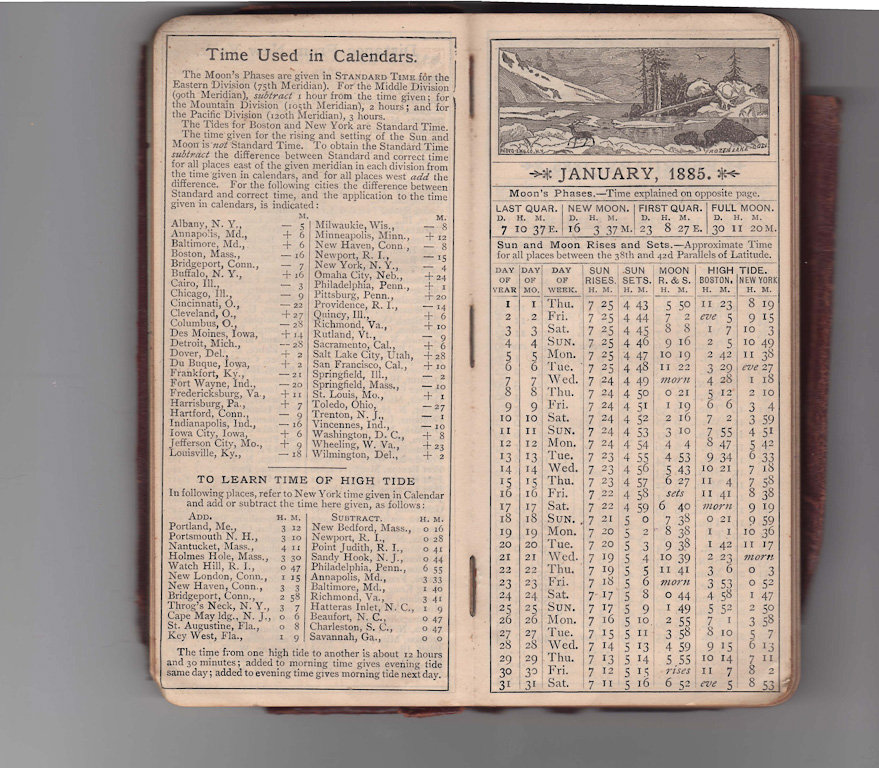 Time Used in Calendars.
The Moon's Phases are given in STANDARD TIME for the
Eastern Division (75th Meridian). For the Middle Division
(90th Meridian), subtract 1 hour from the time given; for
the Mountain Division (105th Meridian), 2 hours; and for
the Pacific Division (120th Meridian), 3 hours.
The Tides for Boston and New York are Standard Time.
The time given for the rising and setting of the Sun and
Moon is not Standard Time. To obtain the Standard Time
subtract the difference between Standard and correct time
for all places east of the given meridian in each division from
the time given in calendars, and for all places west add the
difference. For the following cities the difference between
Standard and correct time, and the application to the time
given in calendars, is indicated:
M.
Albany, N. Y., — 5
Annapolis, Md., + 6
Baltimore, Md., + 6
Boston, Mass., — 16
Bridgeport, Conn., — 7
Buffalo, N. Y., + 16
Cairo, Ill., — 3
Chicago, Ill., — 9
Cincinnati, O., — 22
Cleveland, O., + 27
Columbus, O., — 28
Des Moines, Iowa, + 14
Detroit, Mich., — 28
Dover, Del., + 2
Du Buque, Iowa, + 2
Frankfort, Ky., — 21
Fort Wayne, Ind., — 20
Fredericksburg, Va., + 11
Harrisburg, Pa., + 7
Hartford, Conn., — 9
Indianapolis, Ind., — 16
Iowa City, Iowa, + 6
Jefferson City, Mo., + 9
Louisville, Ky., — 18
M.
Milwaukie, Wis., — 8
Minneapolis, Minn., + 12
New Haven, Conn., — 8
Newport, R. I., — 15
New York, N. Y., — 4
Omaha City, Neb., + 24
Philadelphia, Penn., + 1
Pittsburg, Penn., + 20
Providence, R. I., — 14
Quincy, Ill., + 6
Richmond, Va., + 10
Rutland, Vt., — 9
Sacramento, Cal., + 6
Salt Lake City, Utah, + 28
San Francisco, Cal., + 10
Springfield, Ill., — 2
Springfield, Mass., — 10
St. Louis, Mo., + 1
Toledo, Ohio, — 27
Trenton, N. J., — 1
Vincennes, Ind., — 10
Washington, D. C., + 8
Wheeling, W. Va., + 23
Wilmington, Del., + 2
TO LEARN TIME OF HIGH TIDE
In following places, refer to New York time given in Calendar
and add or subtract the time here given, as follows:
ADD. H. M.
Portland, Me., 3 12
Portsmouth N. H., 3 10
Nantucket, Mass., 4 11
Holmes Hole, Mass., 3 30
Watch Hill, R. I., 0 47
New London, Conn., 1 15
New Haven, Conn., 3 3
Bridgeport, Conn., 2 58
Throg's Neck, N. Y., 3 7
Cape May ldg., N. J., 0 6
St. Augustine, Fla., 0 8
Key West, Fla., 1 9
SUBTRACT. H. M.
New Bedford, Mass., 0 16
Newport, R. I., 0 28
Point Judith, R. I., 0 41
Sandy Hook, N. J., 0 44
Philadelphia, Penn., 6 55
Annapolis, Md., 3 33
Baltimore, Md., 1 40
Richmond, Va., 3 41
Hatteras Inlet, N. C., 1 9
Beaufort, N. C., 0 47
Charleston, S. C., 0 47
Savannah, Ga., 0 0
The time from one high tide to another is about 12 hours
and 30 minutes; added to morning time gives evening tide
same day; added to evening time gives morning tide next day.
JANUARY, 1885.
Moon's Phases.—Time explained on opposite page.
LAST QUAR. NEW MOON. FIRST QUAR. FULL MOON.
D. H. M. D. H. M. D. H. M. D. H. M.
7 10 37 E. 16 3 37 M. 23 8 27 E. 30 11 20 M.
Sun and Moon Rises and Sets.—Approximate Time
for all places between the 38th and 42d Parallels of Latitude.
DAY DAY DAY SUN SUN MOON HIGH TIDE.
OF OF OF RISES. SETS. R. & S. BOSTON. NEW YORK
YEAR MO. WEEK. H. M. H. M. H. M. H. M. H. M.
1 1 Thu. 7 25 4 43 5 50 11 23 8 19
2 2 Fri. 7 25 4 44 7 2 eve 5 9 15
3 3 Sat. 7 25 4 45 8 8 1 7 10 3
4 4 SUN. 7 25 4 46 9 16 2 5 10 49
5 5 Mon. 7 25 4 47 10 19 2 42 11 38
6 6 Tue. 7 25 4 48 11 22 3 29 eve 27
7 7 Wed. 7 24 4 49 morn 4 28 1 18
8 8 Thu. 7 24 4 50 0 21 5 12 2 10
9 9 Fri. 7 24 4 51 1 19 6 6 3 4
10 10 Sat. 7 24 4 52 2 16 7 2 3 59
11 11 SUN. 7 24 4 53 3 10 7 55 4 51
12 12 Mon. 7 24 4 54 4 4 8 47 5 42
13 13 Tue. 7 23 4 55 4 53 9 34 6 33
14 14 Wed. 7 23 4 56 5 43 10 21 7 18
15 15 Thu. 7 23 4 57 6 27 11 4 7 58
16 16 Fri. 7 22 4 58 sets 11 41 8 38
17 17 Sat. 7 22 4 59 6 40 morn 9 19
18 18 SUN. 7 21 5 0 7 38 0 21 9 59
19 19 Mon. 7 20 5 2 8 38 1 1 10 36
20 20 Tue. 7 20 5 3 9 38 1 42 11 17
21 21 Wed. 7 19 5 4 10 39 2 23 morn
22 22 Thu. 7 19 5 5 11 41 3 6 0 3
23 23 Fri. 7 18 5 6 morn 3 53 0 52
24 24 Sat. 7 17 5 8 0 44 4 58 1 47
25 25 SUN. 7 17 5 9 1 49 5 52 2 50
26 26 Mon. 7 16 5 10 2 55 7 1 3 58
27 27 Tue. 7 15 5 11 3 58 8 10 5 7
28 28 Wed. 7 14 5 13 4 59 9 15 6 13
29 29 Thu. 7 13 5 14 5 55 10 14 7 11
30 30 Fri. 7 12 5 15 rises 11 7 8 2
31 31 Sat. 7 11 5 16 6 52 eve 5 8 53